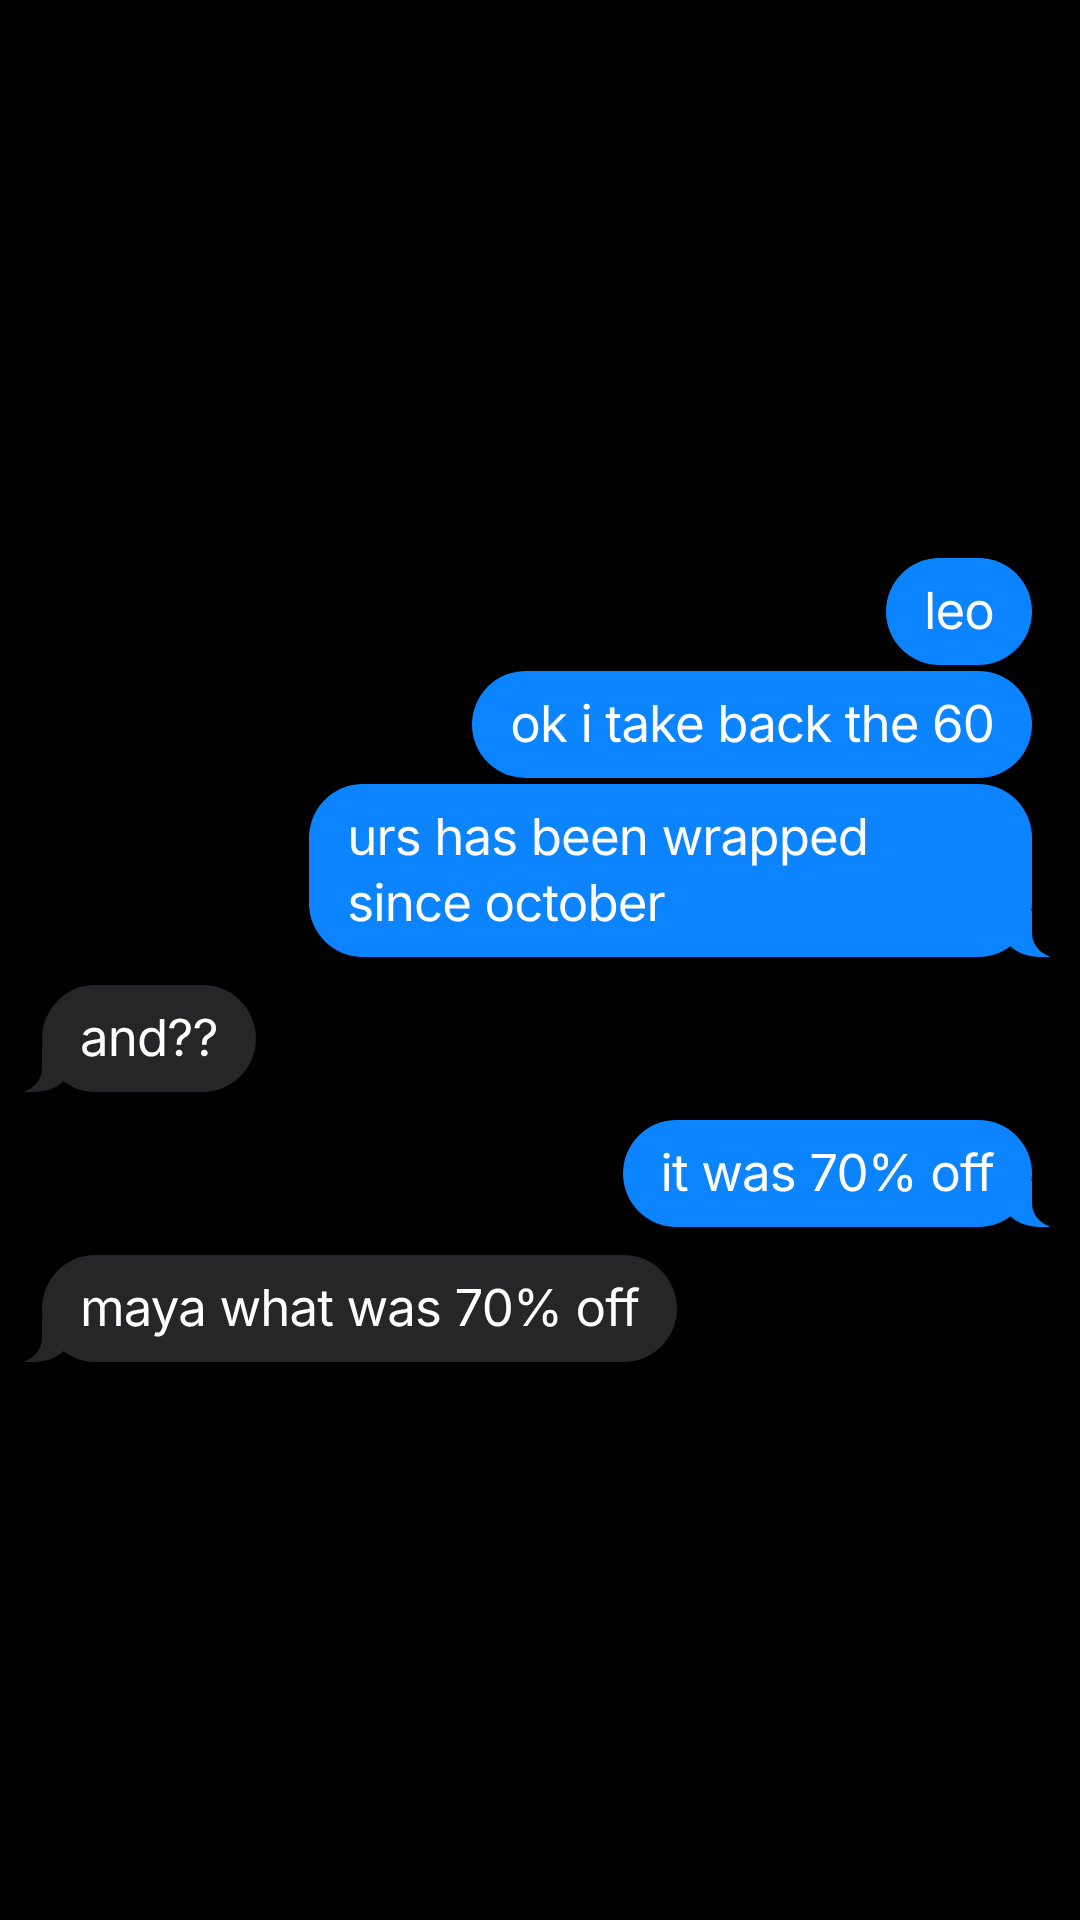 leo
ok i take back the 60
urs has been wrapped
since october
and??
it was 70% off
maya what was 70% off